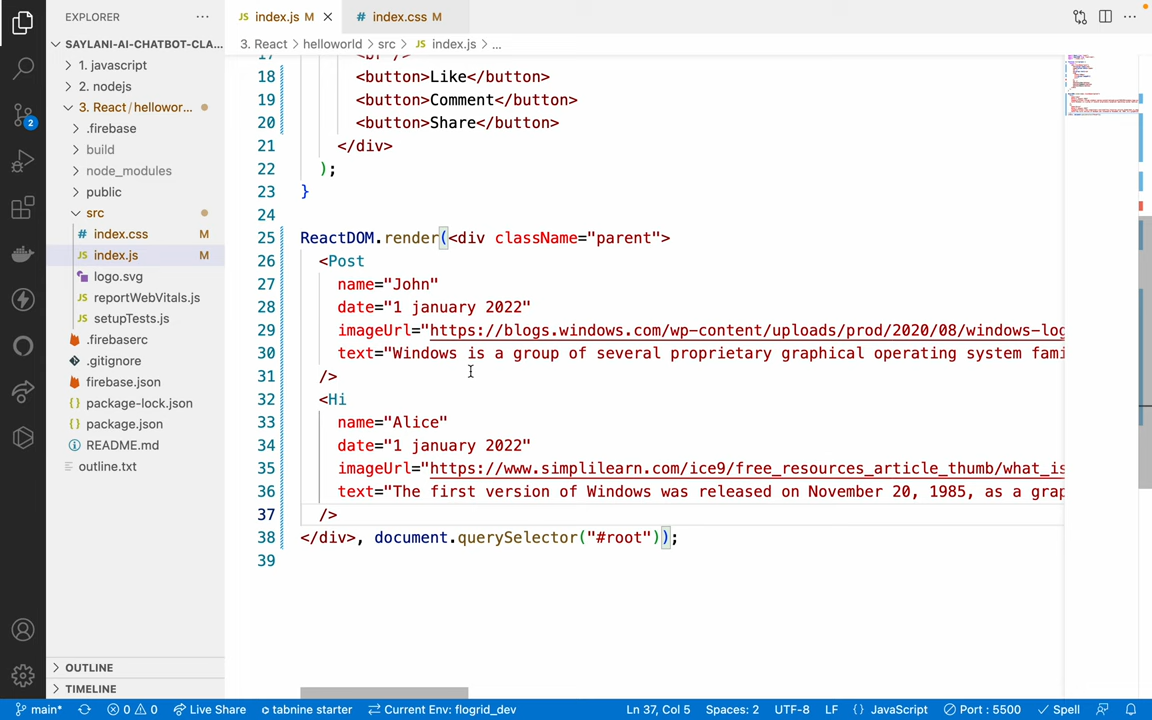 EXPLORER
···
JS index.js M ×
# index.css M
···
SAYLANI-AI-CHATBOT-CLA...
1. javascript
2. nodejs
3. React/hellowor...
.firebase
build
node_modules
public
src
# index.css M
JS index.js M
logo.svg
JS reportWebVitals.js
JS setupTests.js
.firebaserc
.gitignore
firebase.json
{} package-lock.json
{} package.json
README.md
outline.txt
OUTLINE
TIMELINE
2
3. React > helloworld > src > JS index.js > ...
17 <br />
18 <button>Like</button>
19 <button>Comment</button>
20 <button>Share</button>
21 </div>
22 );
23 }
24
25 ReactDOM.render(<div className="parent">
26 <Post
27 name="John"
28 date="1 january 2022"
29 imageUrl="https://blogs.windows.com/wp-content/uploads/prod/2020/08/windows-log
30 text="Windows is a group of several proprietary graphical operating system fami
31 />
32 <Hi
33 name="Alice"
34 date="1 january 2022"
35 imageUrl="https://www.simplilearn.com/ice9/free_resources_article_thumb/what_is
36 text="The first version of Windows was released on November 20, 1985, as a grap
37 />
38 </div>, document.querySelector("#root"));
39
main* 0 0 Live Share tabnine starter Current Env: flogrid_dev Ln 37, Col 5 Spaces: 2 UTF-8 LF {} JavaScript Port : 5500 Spell